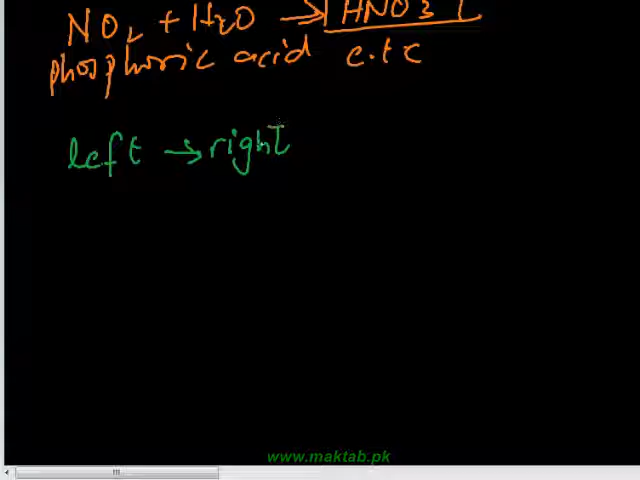 NO₂ + H₂O → HNO₃
phosphoric acid e.t c
left → right
www.maktab.pk